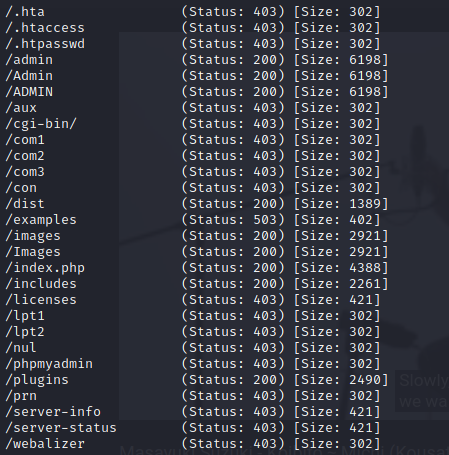 /.hta (Status: 403) [Size: 302]
/.htaccess (Status: 403) [Size: 302]
/.htpasswd (Status: 403) [Size: 302]
/admin (Status: 200) [Size: 6198]
/Admin (Status: 200) [Size: 6198]
/ADMIN (Status: 200) [Size: 6198]
/aux (Status: 403) [Size: 302]
/cgi-bin/ (Status: 403) [Size: 302]
/com1 (Status: 403) [Size: 302]
/com2 (Status: 403) [Size: 302]
/com3 (Status: 403) [Size: 302]
/con (Status: 403) [Size: 302]
/dist (Status: 200) [Size: 1389]
/examples (Status: 503) [Size: 402]
/images (Status: 200) [Size: 2921]
/Images (Status: 200) [Size: 2921]
/index.php (Status: 200) [Size: 4388]
/includes (Status: 200) [Size: 2261]
/licenses (Status: 403) [Size: 421]
/lpt1 (Status: 403) [Size: 302]
/lpt2 (Status: 403) [Size: 302]
/nul (Status: 403) [Size: 302]
/phpmyadmin (Status: 403) [Size: 302]
/plugins (Status: 200) [Size: 2490]
/prn (Status: 403) [Size: 302]
/server-info (Status: 403) [Size: 421]
/server-status (Status: 403) [Size: 421]
/webalizer (Status: 403) [Size: 302]
Slowly
we wa